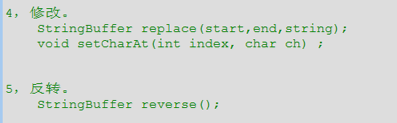 4, 修改。
StringBuffer replace(start,end,string);
void setCharAt(int index, char ch) ;
5, 反转。
StringBuffer reverse();